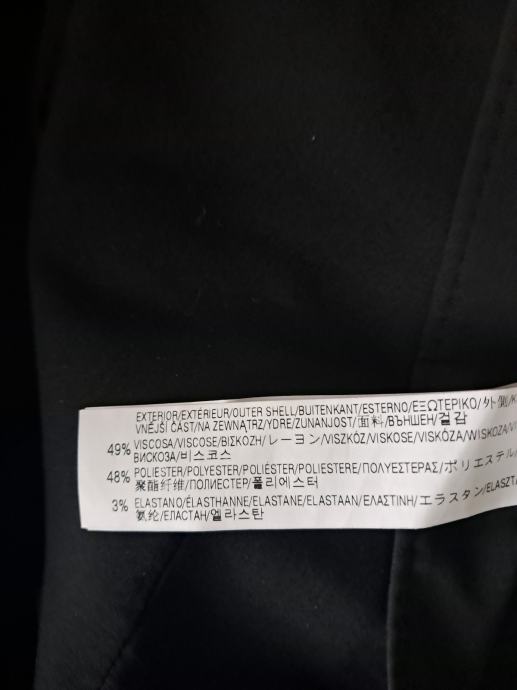 EXTERIOR/EXTÉRIEUR/OUTER SHELL/BUITENKANT/ESTERNO/ΕΞΩΤΕΡΙΚΟ/外側/
VNĚJŠÍ ČÁST/NA ZEWNĄTRZ/YDRE/ZUNANJOST/面料/ВЪНШЕН/겉감
49% VISCOSA/VISCOSE/ΒΙΣΚΟΖΗ/レーヨン/VISZKÓZ/VISKOSE/VISKÓZA/WISKOZA/
ВИСКОЗА/비스코스
48% POLIESTER/POLYESTER/POLIÉSTER/POLIESTERE/ΠΟΛΥΕΣΤΕΡΑΣ/ポリエステル/
聚酯纤维/ПОЛИЕСТЕР/폴리에스터
3% ELASTANO/ÉLASTHANNE/ELASTANE/ELASTAAN/ΕΛΑΣΤΙΝΗ/エラスタン/
氨纶/ЕЛАСТАН/엘라스탄